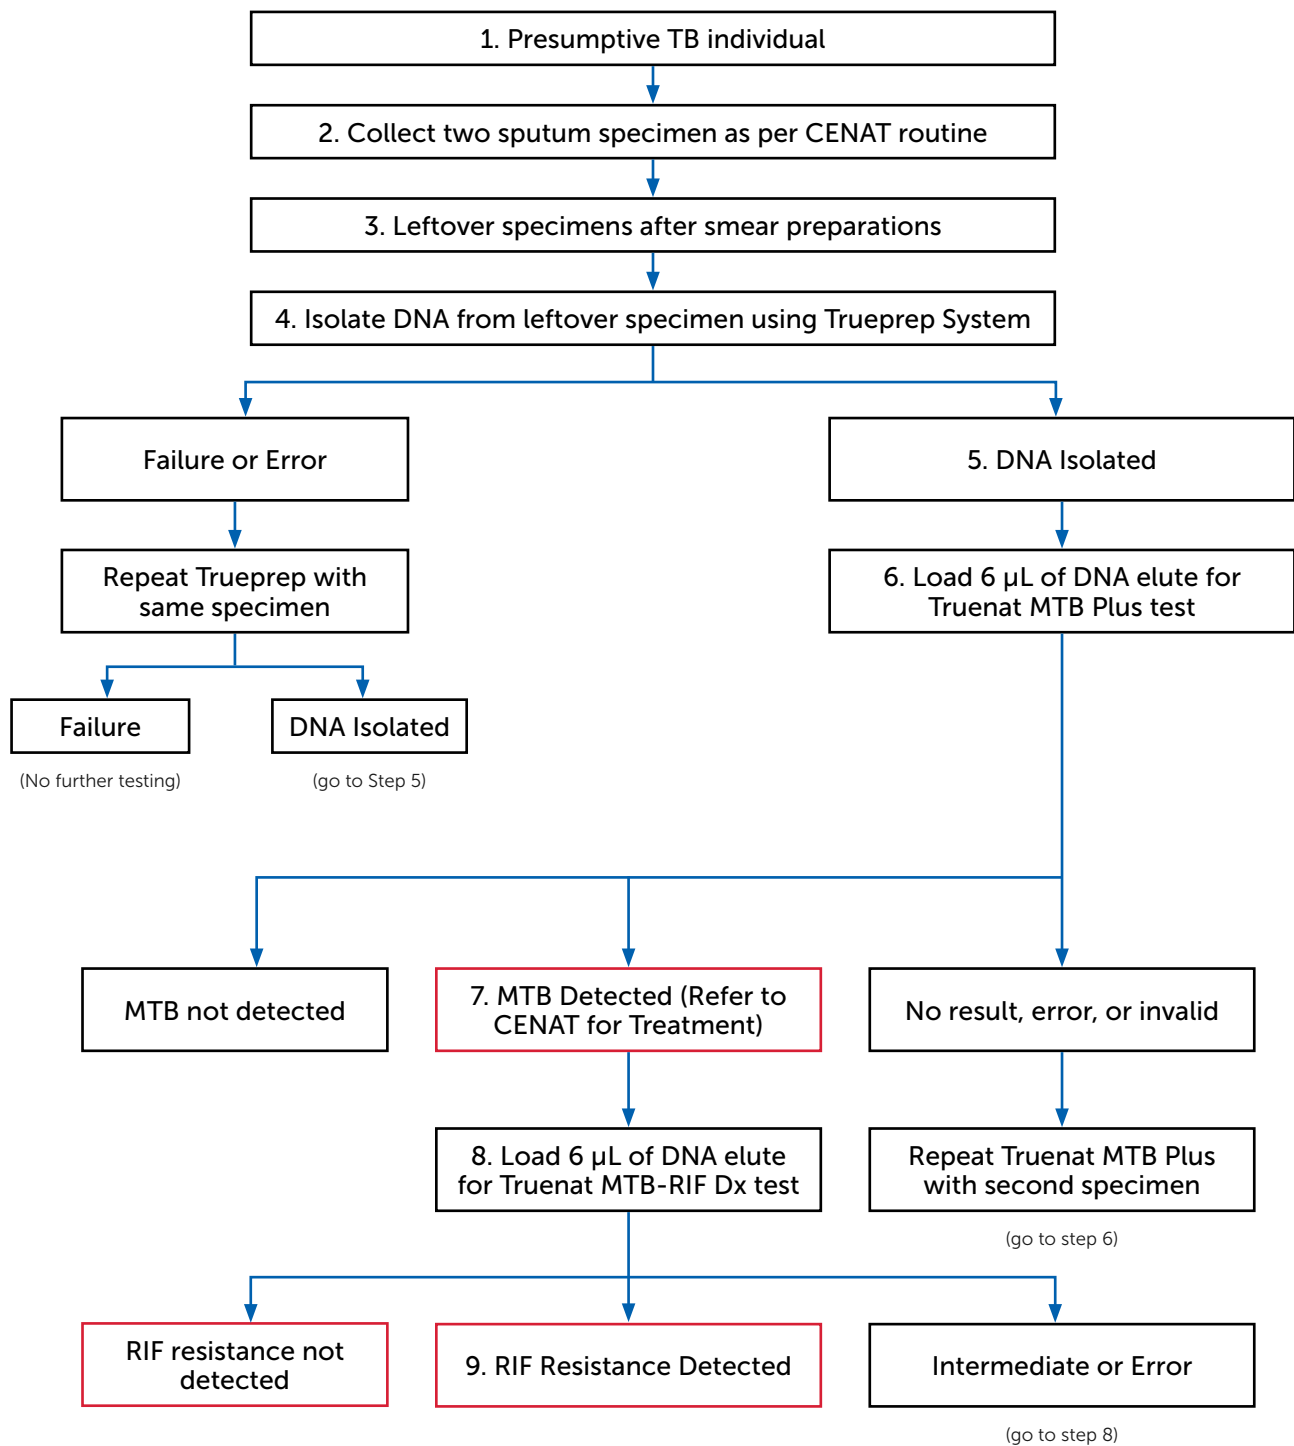 1. Presumptive TB individual
2. Collect two sputum specimen as per CENAT routine
3. Leftover specimens after smear preparations
4. Isolate DNA from leftover specimen using Trueprep System
Failure or Error
5. DNA Isolated
Repeat Trueprep with
same specimen
6. Load 6 µL of DNA elute for
Truenat MTB Plus test
Failure
DNA Isolated
(No further testing)
(go to Step 5)
MTB not detected
7. MTB Detected (Refer to
CENAT for Treatment)
No result, error, or invalid
8. Load 6 µL of DNA elute
for Truenat MTB-RIF Dx test
Repeat Truenat MTB Plus
with second specimen
(go to step 6)
RIF resistance not
detected
9. RIF Resistance Detected
Intermediate or Error
(go to step 8)